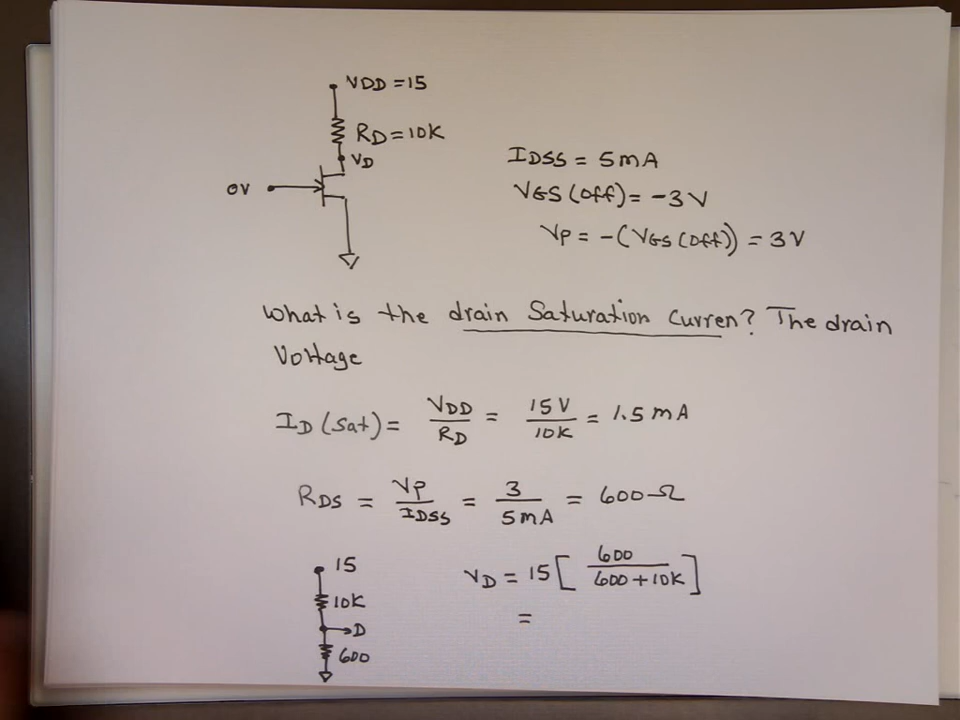 VDD = 15
RD = 10K
VD
0V
IDSS = 5mA
VGS (Off) = -3V
VP = -(VGS (Off)) = 3V
What is the drain Saturation Curren? The drain
Voltage
ID (Sat) = VDD / RD = 15V / 10K = 1.5mA
RDS = VP / IDSS = 3 / 5mA = 600Ω
15
10K
D
600
VD = 15 [ 600 / 600 + 10K ]
=